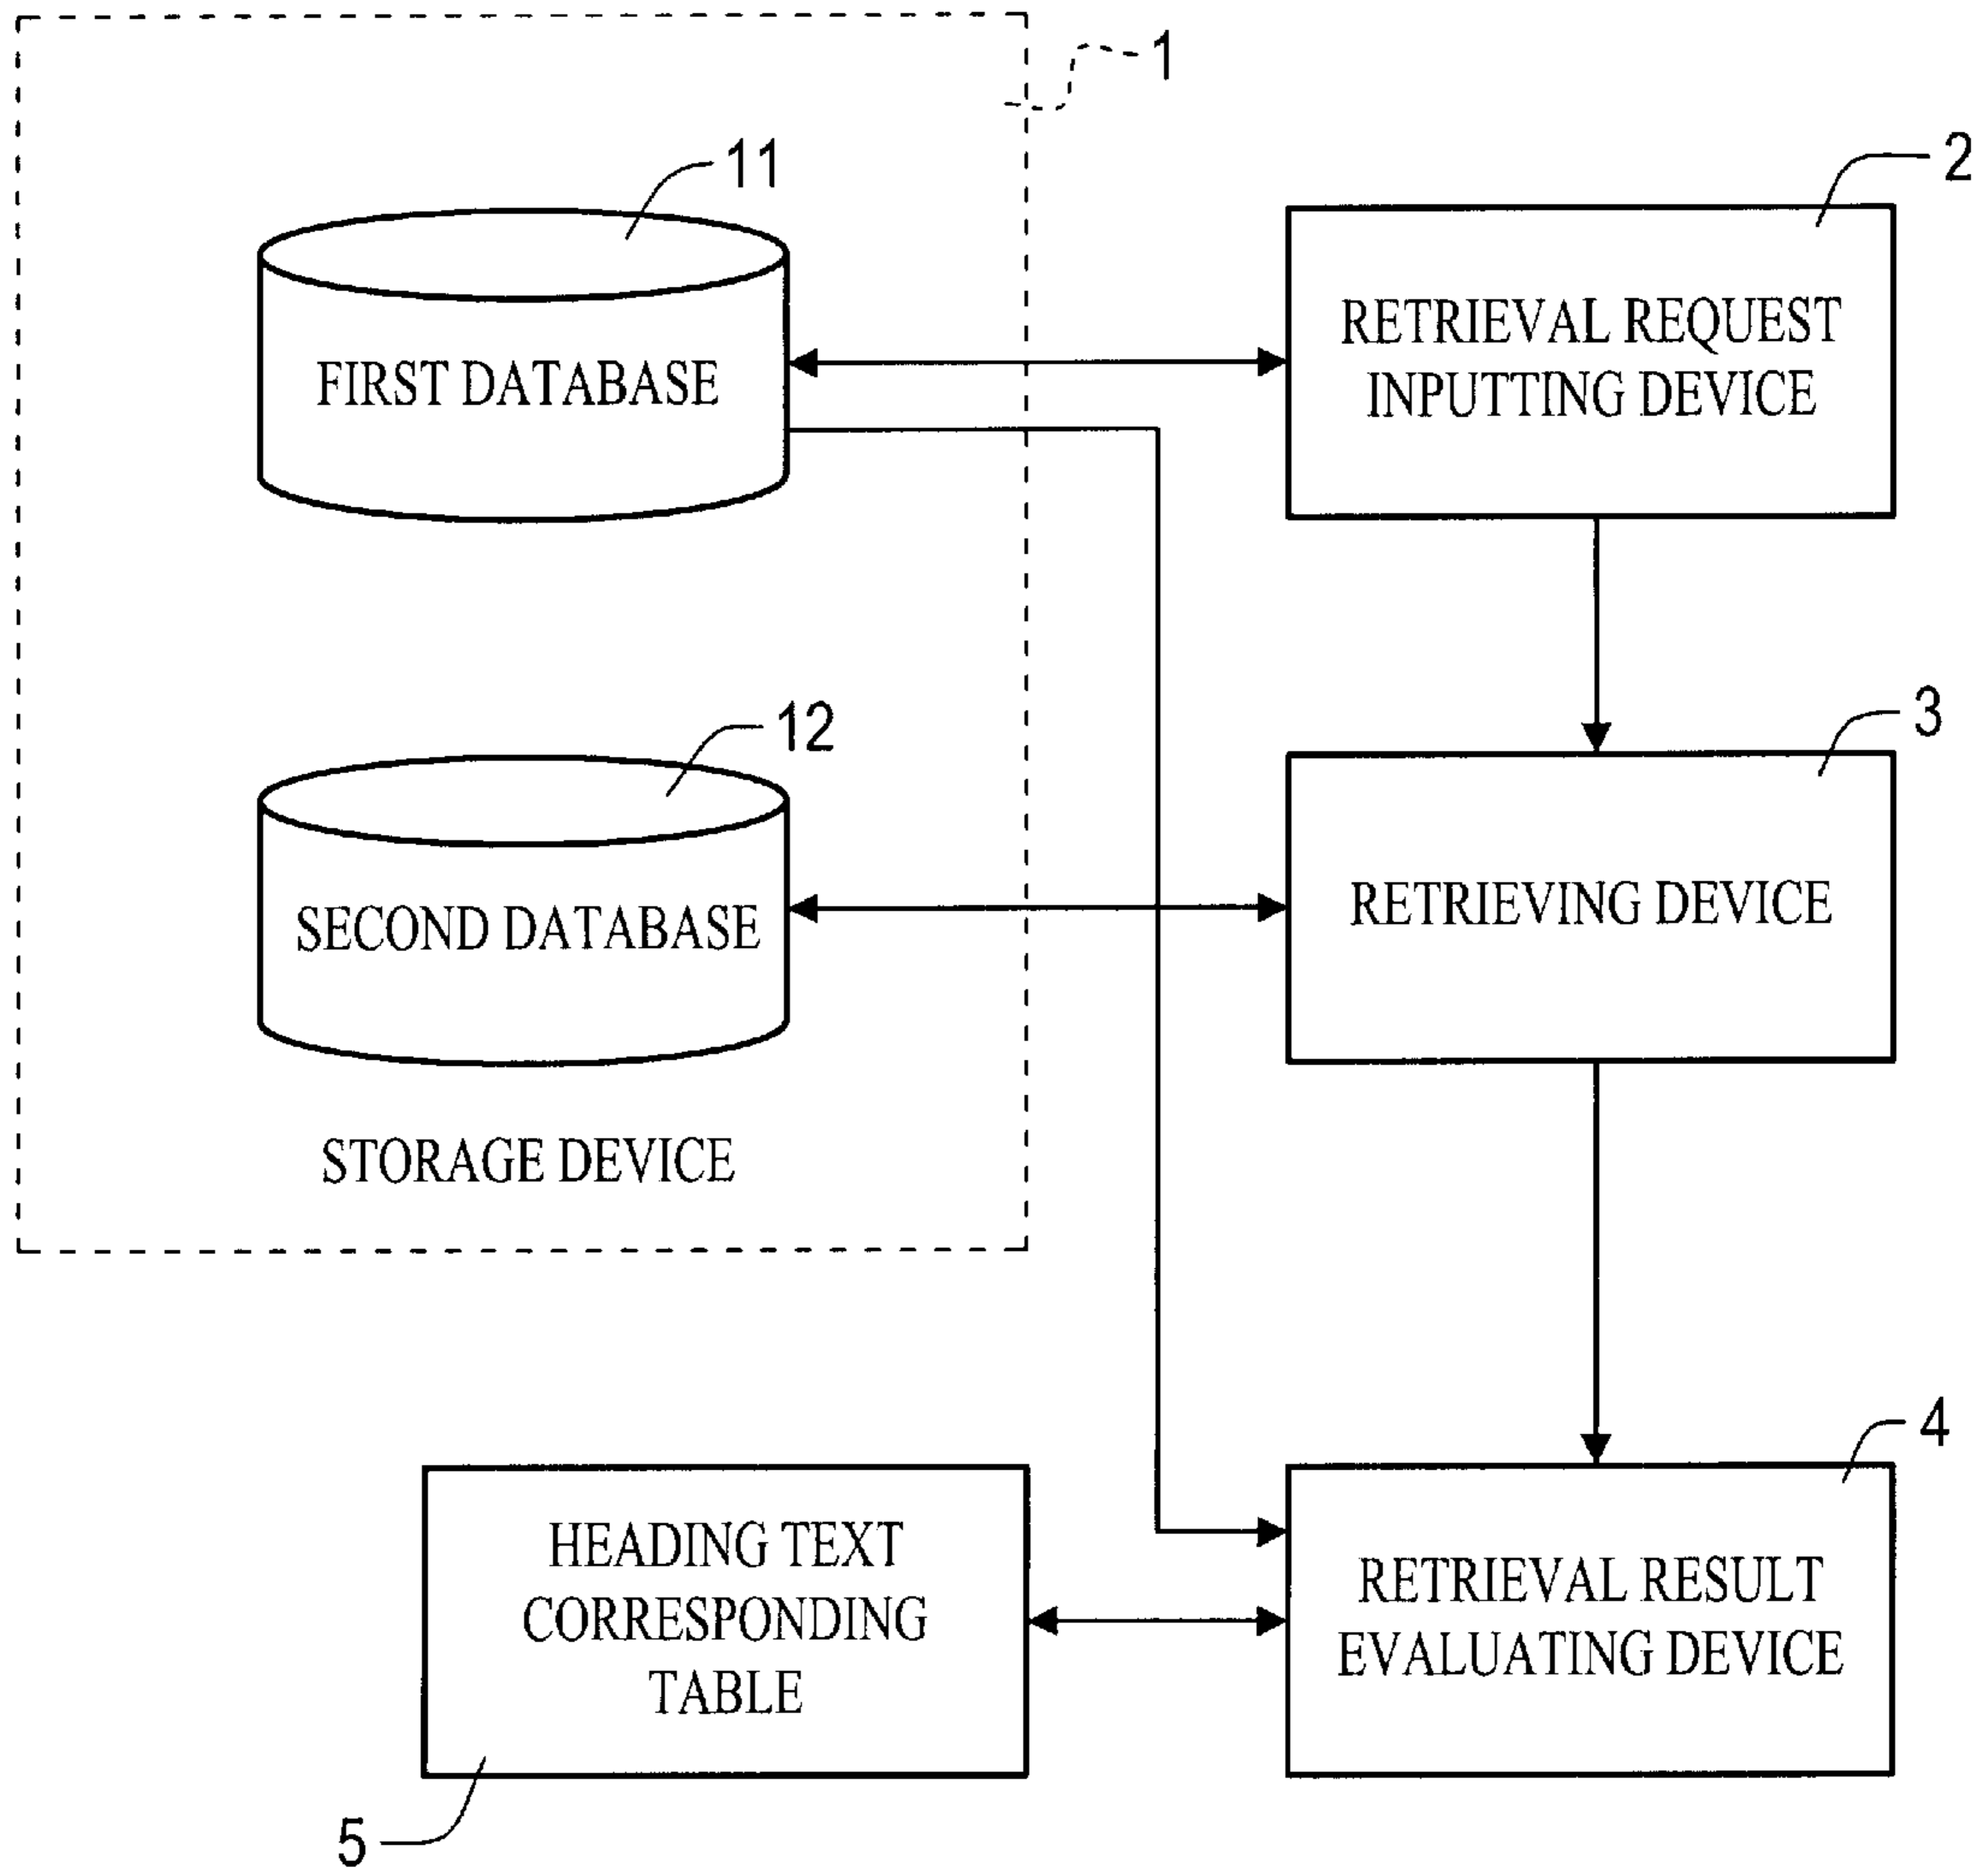 1
11
2
FIRST DATABASE
RETRIEVAL REQUEST
INPUTTING DEVICE
12
3
SECOND DATABASE
RETRIEVING DEVICE
STORAGE DEVICE
4
HEADING TEXT
CORRESPONDING
TABLE
RETRIEVAL RESULT
EVALUATING DEVICE
5